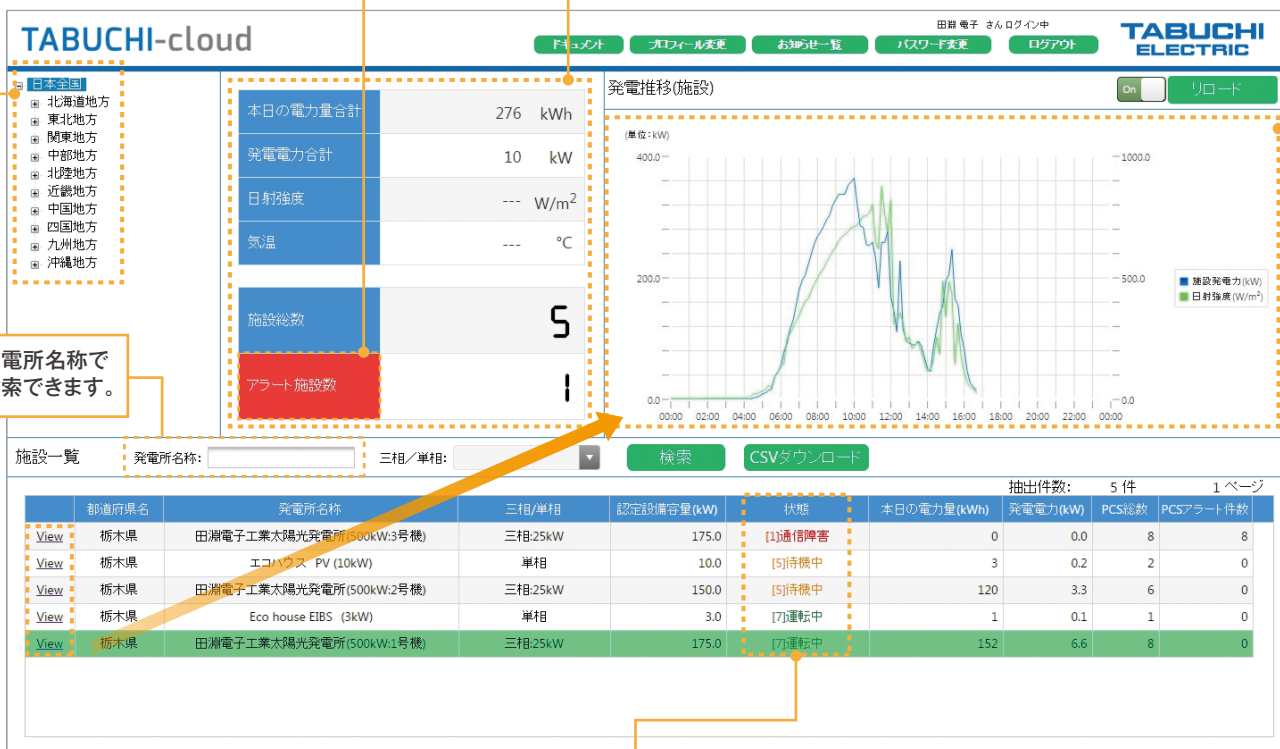 TABUCHI-cloud
田淵 電子 さんログイン中
ドキュメント プロフィール変更 お知らせ一覧 パスワード変更 ログアウト
TABUCHI
ELECTRIC
日本全国
北海道地方
東北地方
関東地方
中部地方
北陸地方
近畿地方
中国地方
四国地方
九州地方
沖縄地方
本日の電力量合計 276 kWh
発電電力合計 10 kW
日射強度 --- W/m²
気温 --- °C
施設総数 5
アラート施設数 1
発電推移(施設) On リロード
(単位:kW)
400.0 1000.0
200.0 500.0
0.0 0.0
00:00 02:00 04:00 06:00 08:00 10:00 12:00 14:00 16:00 18:00 20:00 22:00 00:00
施設発電力(kW)
日射強度(W/m²)
電所名称で
索できます。
施設一覧 発電所名称: 三相／単相: 検索 CSVダウンロード
抽出件数: 5 件 1 ページ
都道府県名 発電所名称 三相/単相 認定設備容量(kW) 状態 本日の電力量(kWh) 発電電力(kW) PCS総数 PCSアラート件数
View 栃木県 田淵電子工業太陽光発電所(500kW:3号機) 三相:25kW 175.0 [1]通信障害 0 0.0 8 8
View 栃木県 エコハウス PV (10kW) 単相 10.0 [5]待機中 3 0.2 2 0
View 栃木県 田淵電子工業太陽光発電所(500kW:2号機) 三相:25kW 150.0 [5]待機中 120 3.3 6 0
View 栃木県 Eco house EIBS (3kW) 単相 3.0 [7]運転中 1 0.1 1 0
View 栃木県 田淵電子工業太陽光発電所(500kW:1号機) 三相:25kW 175.0 [7]運転中 152 6.6 8 0